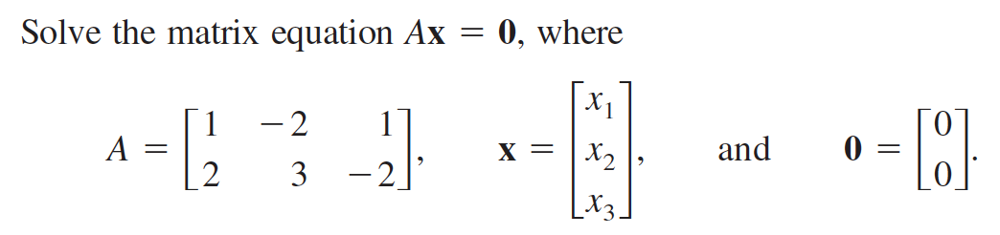 Solve the matrix equation Ax = 0, where
A = [1 -2 1
2 3 -2], x = [x₁
x₂
x₃], and 0 = [0
0].